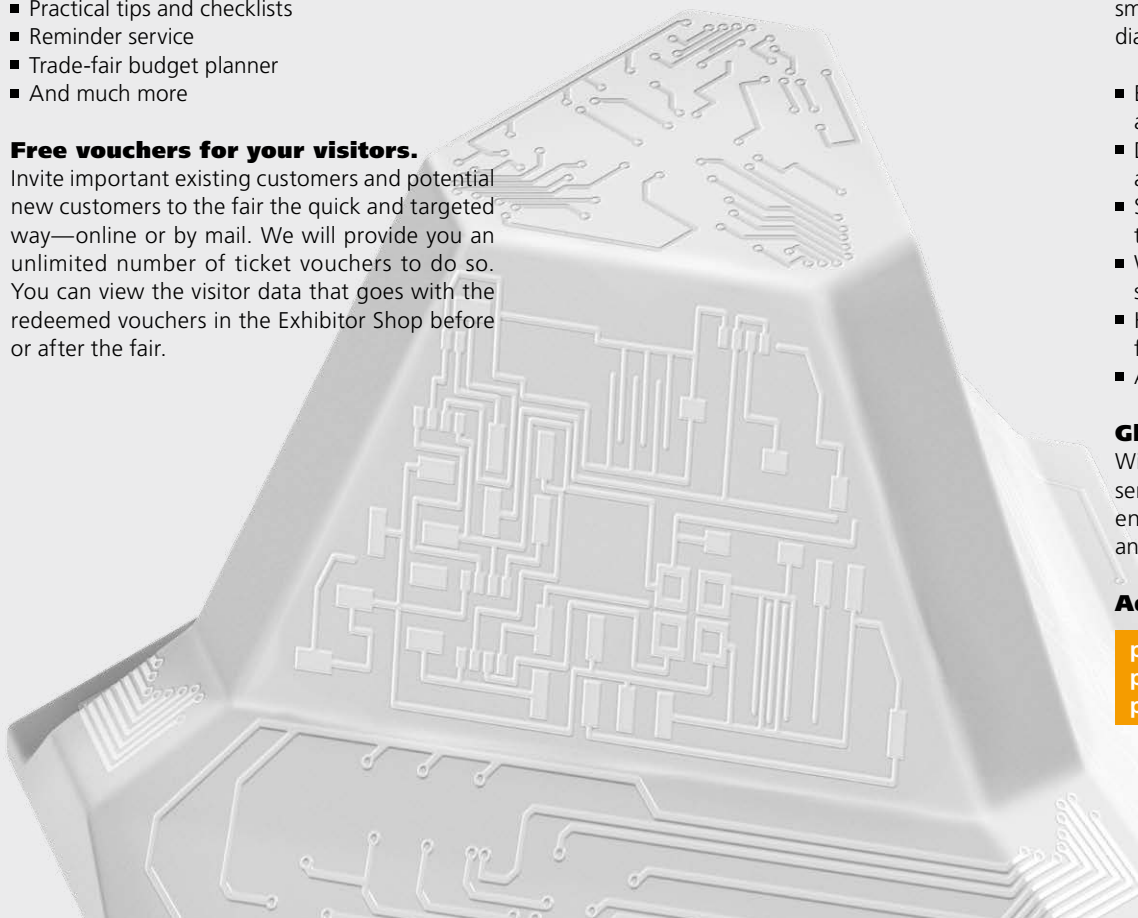 ■ Practical tips and checklists
■ Reminder service
■ Trade-fair budget planner
■ And much more
Free vouchers for your visitors.
Invite important existing customers and potential
new customers to the fair the quick and targeted
way—online or by mail. We will provide you an
unlimited number of ticket vouchers to do so.
You can view the visitor data that goes with the
redeemed vouchers in the Exhibitor Shop before
or after the fair.